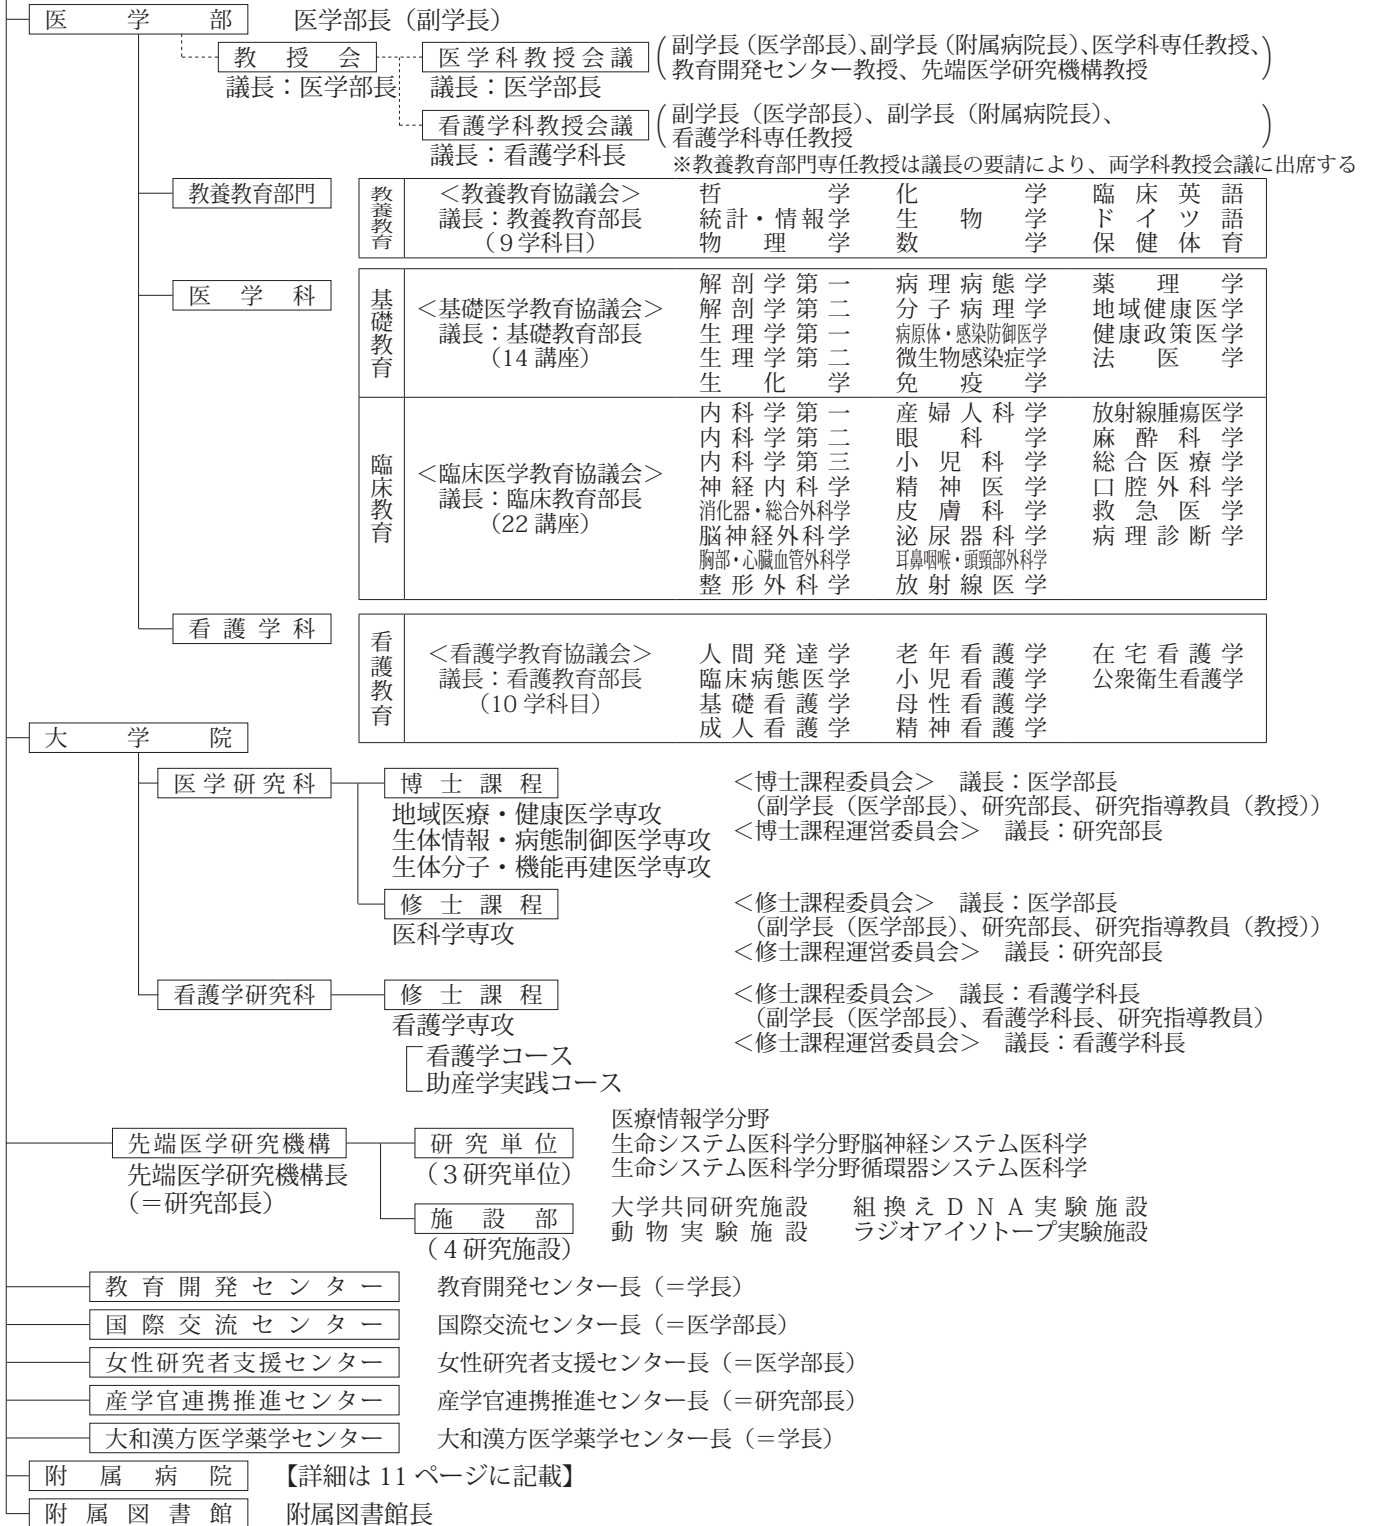 医学部 医学部長（副学長）
教授会 医学科教授会議 （副学長（医学部長）、副学長（附属病院長）、医学科専任教授、
教育開発センター教授、先端医学研究機構教授）
議長：医学部長 議長：医学部長
看護学科教授会議 （副学長（医学部長）、副学長（附属病院長）、
看護学科専任教授）
議長：看護学科長
※教養教育部門専任教授は議長の要請により、両学科教授会議に出席する
教養教育部門
教養教育
＜教養教育協議会＞ 哲学 化学 臨床英語
議長：教養教育部長 統計・情報学 生物学 ドイツ語
（9学科目） 物理学 数学 保健体育
医学科
基礎教育
解剖学第一 病理病態学 薬理学
＜基礎医学教育協議会＞ 解剖学第二 分子病理学 地域健康医学
議長：基礎教育部長 生理学第一 病原体・感染防御医学 健康政策医学
（14講座） 生理学第二 微生物感染症学 法医学
生化学 免疫学
臨床教育
内科学第一 産婦人科学 放射線腫瘍医学
内科学第二 眼科学 麻酔科学
内科学第三 小児科学 総合医療学
＜臨床医学教育協議会＞ 神経内科学 精神医学 口腔外科学
議長：臨床教育部長 消化器・総合外科学 皮膚科学 救急医学
（22講座） 脳神経外科学 泌尿器科学 病理診断学
胸部・心臓血管外科学 耳鼻咽喉・頭頸部外科学
整形外科学 放射線医学
看護学科
看護教育
＜看護学教育協議会＞ 人間発達学 老年看護学 在宅看護学
議長：看護教育部長 臨床病態医学 小児看護学 公衆衛生看護学
（10学科目） 基礎看護学 母性看護学
成人看護学 精神看護学
大学院
医学研究科 博士課程 ＜博士課程委員会＞ 議長：医学部長
地域医療・健康医学専攻 （副学長（医学部長）、研究部長、研究指導教員（教授））
生体情報・病態制御医学専攻 ＜博士課程運営委員会＞ 議長：研究部長
生体分子・機能再建医学専攻
修士課程 ＜修士課程委員会＞ 議長：医学部長
医科学専攻 （副学長（医学部長）、研究部長、研究指導教員（教授））
＜修士課程運営委員会＞ 議長：研究部長
看護学研究科 修士課程 ＜修士課程委員会＞ 議長：看護学科長
看護学専攻 （副学長（医学部長）、看護学科長、研究指導教員）
＜修士課程運営委員会＞ 議長：看護学科長
看護学コース
助産学実践コース
医療情報学分野
先端医学研究機構 研究単位 生命システム医科学分野脳神経システム医科学
先端医学研究機構長 （3研究単位） 生命システム医科学分野循環器システム医科学
（＝研究部長）
施設部 大学共同研究施設 組換えDNA実験施設
（4研究施設） 動物実験施設 ラジオアイソトープ実験施設
教育開発センター 教育開発センター長（＝学長）
国際交流センター 国際交流センター長（＝医学部長）
女性研究者支援センター 女性研究者支援センター長（＝医学部長）
産学官連携推進センター 産学官連携推進センター長（＝研究部長）
大和漢方医学薬学センター 大和漢方医学薬学センター長（＝学長）
附属病院 【詳細は11ページに記載】
附属図書館 附属図書館長